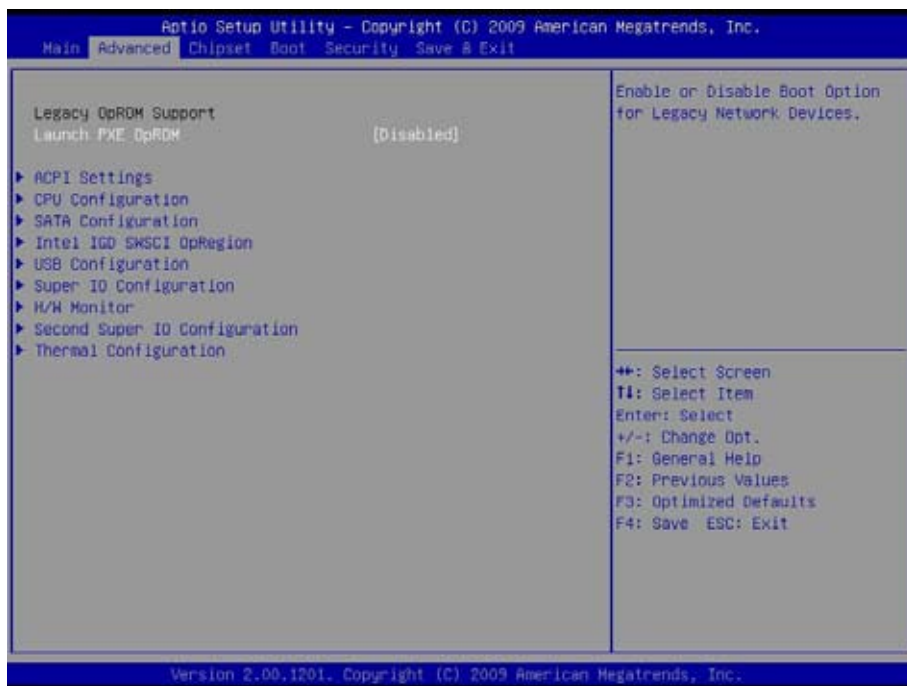 Aptio Setup Utility – Copyright (C) 2009 American Megatrends, Inc.
Main Advanced Chipset Boot Security Save & Exit
Legacy OpROM Support
Launch PXE OpROM [Disabled]
ACPI Settings
CPU Configuration
SATA Configuration
Intel IGD SWSCI OpRegion
USB Configuration
Super IO Configuration
H/W Monitor
Second Super IO Configuration
Thermal Configuration
Enable or Disable Boot Option
for Legacy Network Devices.
→←: Select Screen
↑↓: Select Item
Enter: Select
+/-: Change Opt.
F1: General Help
F2: Previous Values
F3: Optimized Defaults
F4: Save ESC: Exit
Version 2.00.1201. Copyright (C) 2009 American Megatrends, Inc.